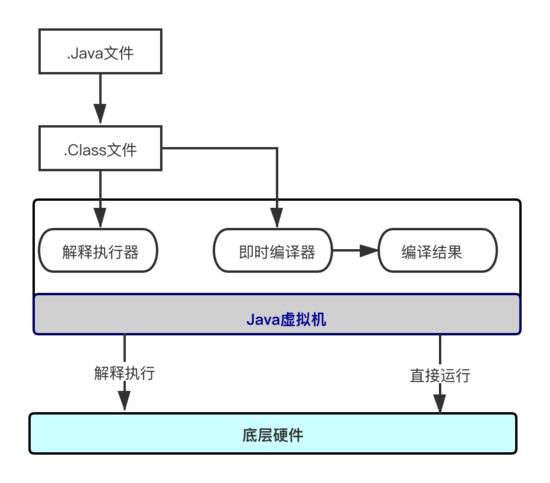 .Java文件
.Class文件
解释执行器
即时编译器
编译结果
Java虚拟机
解释执行
直接运行
底层硬件